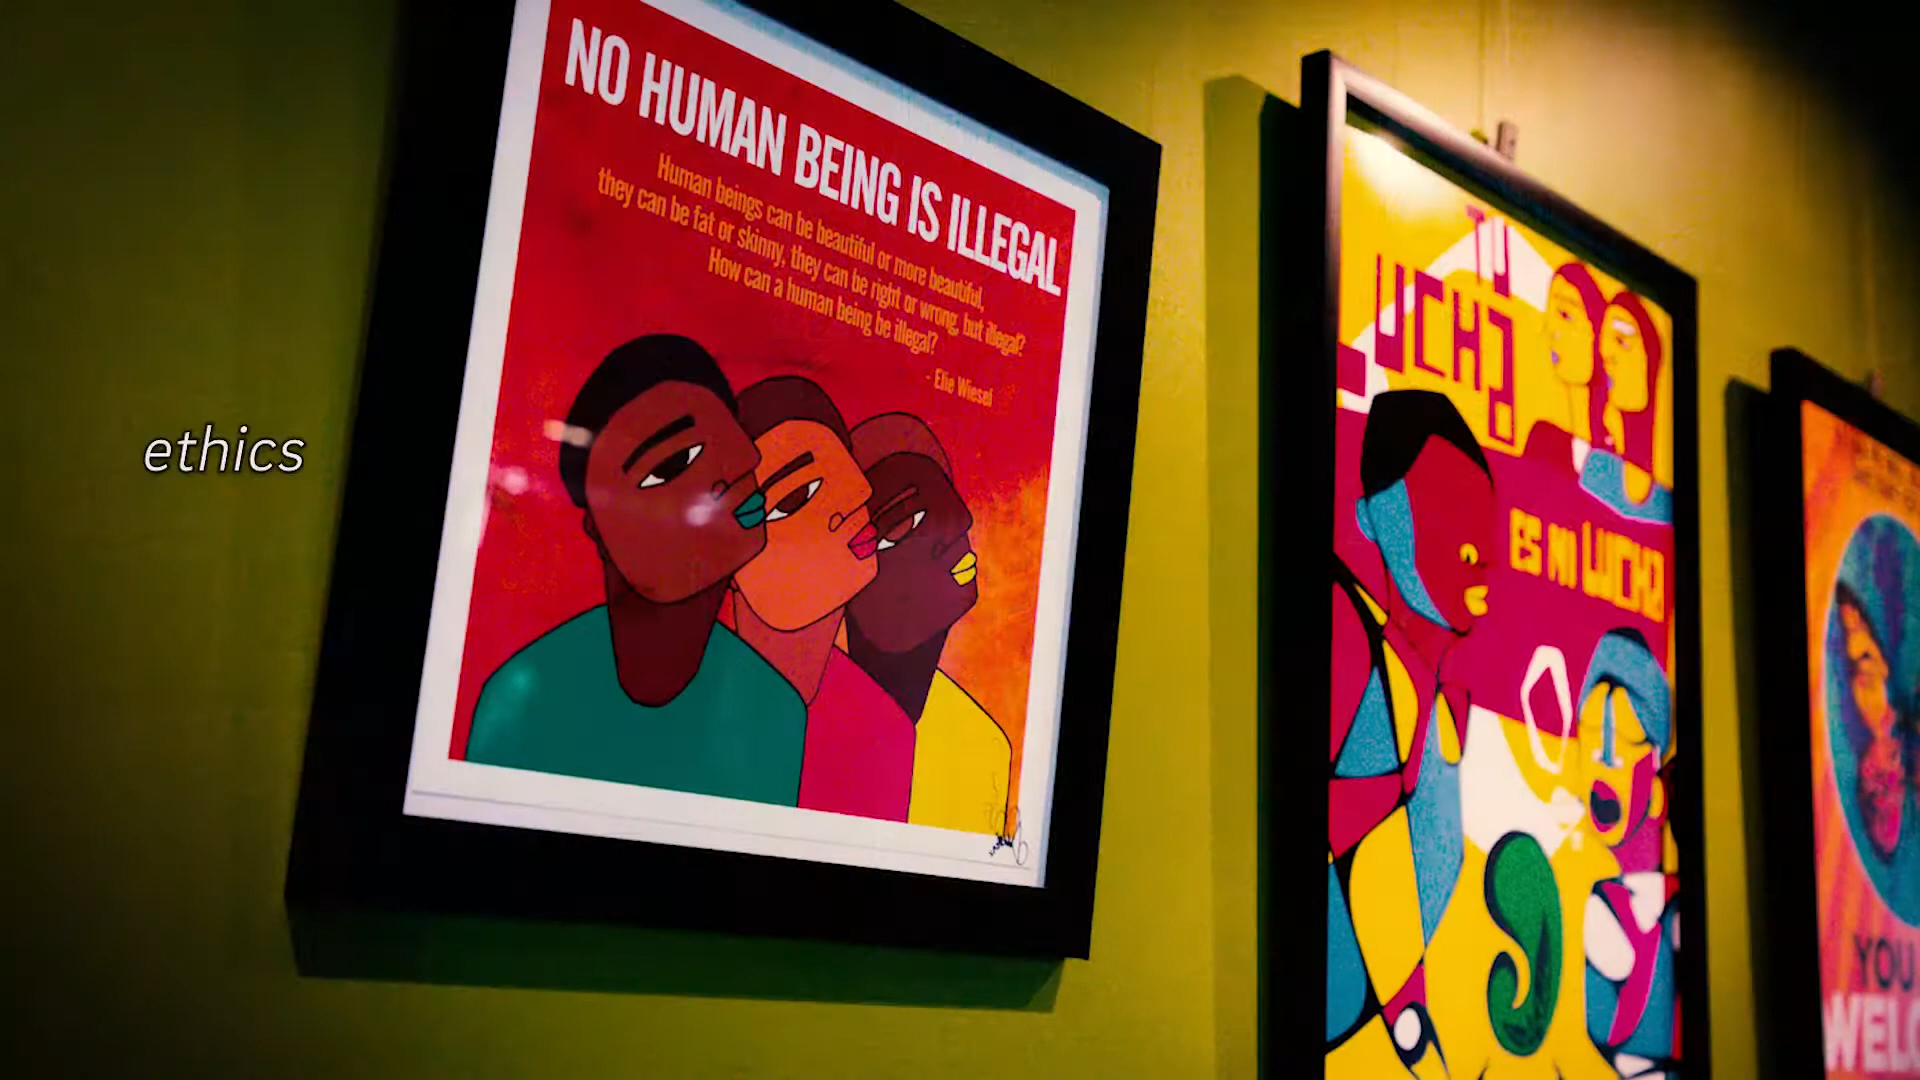 ethics
NO HUMAN BEING IS ILLEGAL
Human beings can be beautiful or more beautiful,
they can be fat or skinny, they can be right or wrong, but illegal?
How can a human being be illegal?
- Elie Wiesel
TU
LUCHA
ES MI LUCHA
YOU
WELC